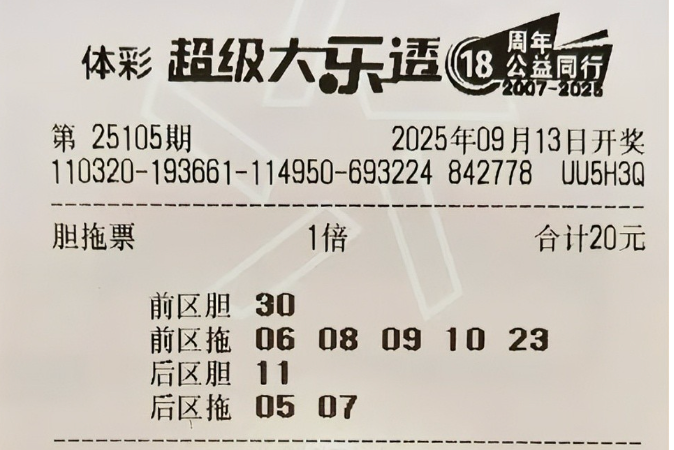 体彩 超级大乐透 18 周年
公益同行
2007-2025
第 25105期 2025年09月13日开奖
110320-193661-114950-693224 842778 UU5H3Q
胆拖票 1倍 合计20元
前区胆 30
前区拖 06 08 09 10 23
后区胆 11
后区拖 05 07